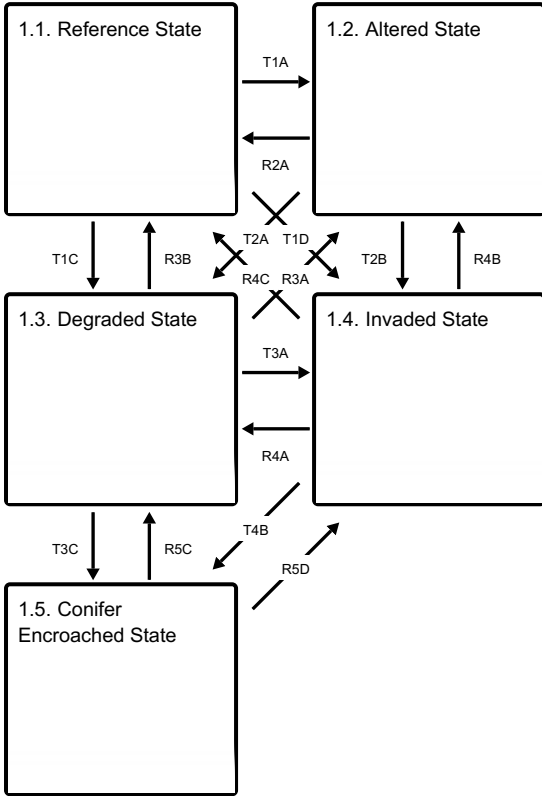 1.1. Reference State
1.2. Altered State
T1A
R2A
T2A
T1D
T1C
R3B
R4C
R3A
T2B
R4B
1.3. Degraded State
1.4. Invaded State
T3A
R4A
T3C
R5C
T4B
R5D
1.5. Conifer
Encroached State